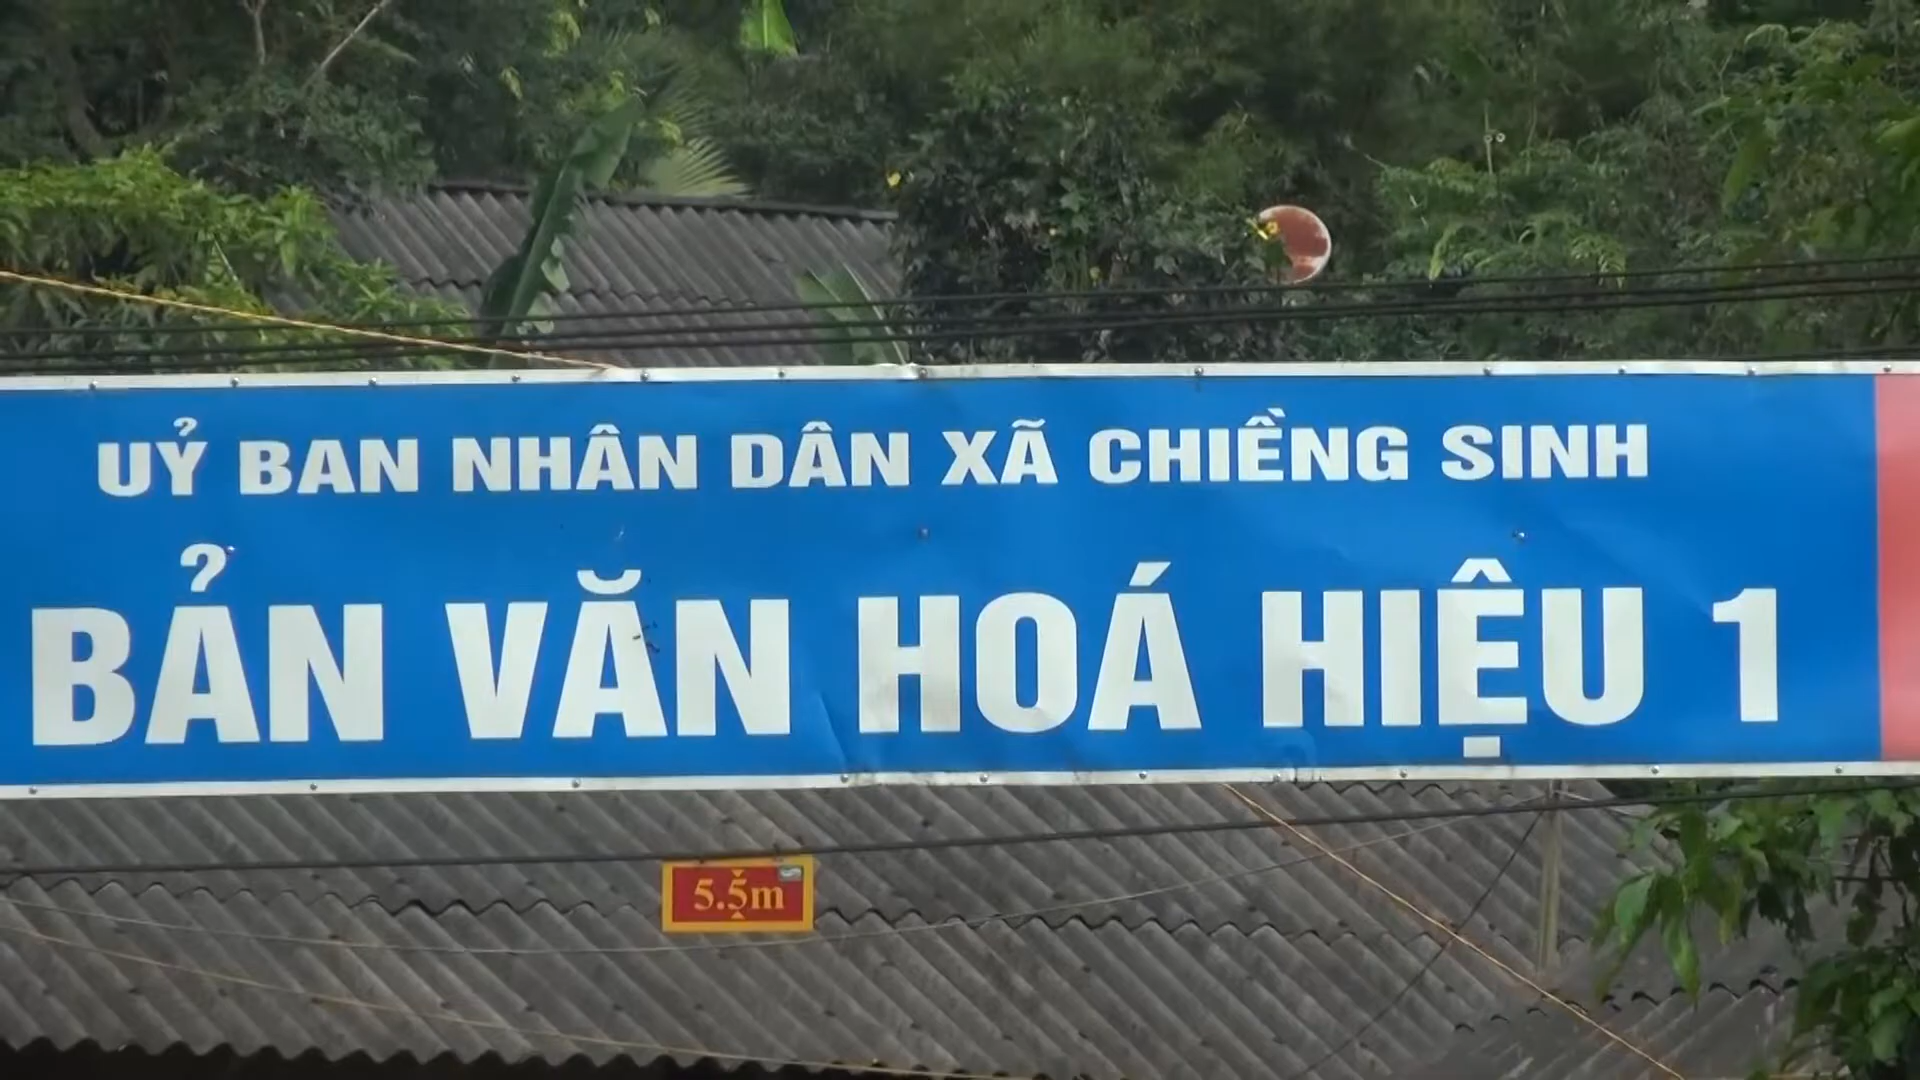 UỶ BAN NHÂN DÂN XÃ CHIỀNG SINH
BẢN VĂN HOÁ HIỆU 1
5.5m